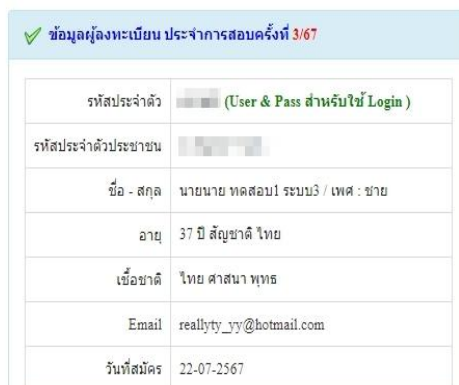 ข้อมูลผู้ลงทะเบียน ประจำการสอบครั้งที่ 3/67
รหัสประจำตัว (User & Pass สำหรับใช้ Login )
รหัสประจำตัวประชาชน
ชื่อ - สกุล นายนาย ทดสอบ1 ระบบ3 / เพศ : ชาย
อายุ 37 ปี สัญชาติ ไทย
เชื้อชาติ ไทย ศาสนา พุทธ
Email reallyty_yy@hotmail.com
วันที่สมัคร 22-07-2567